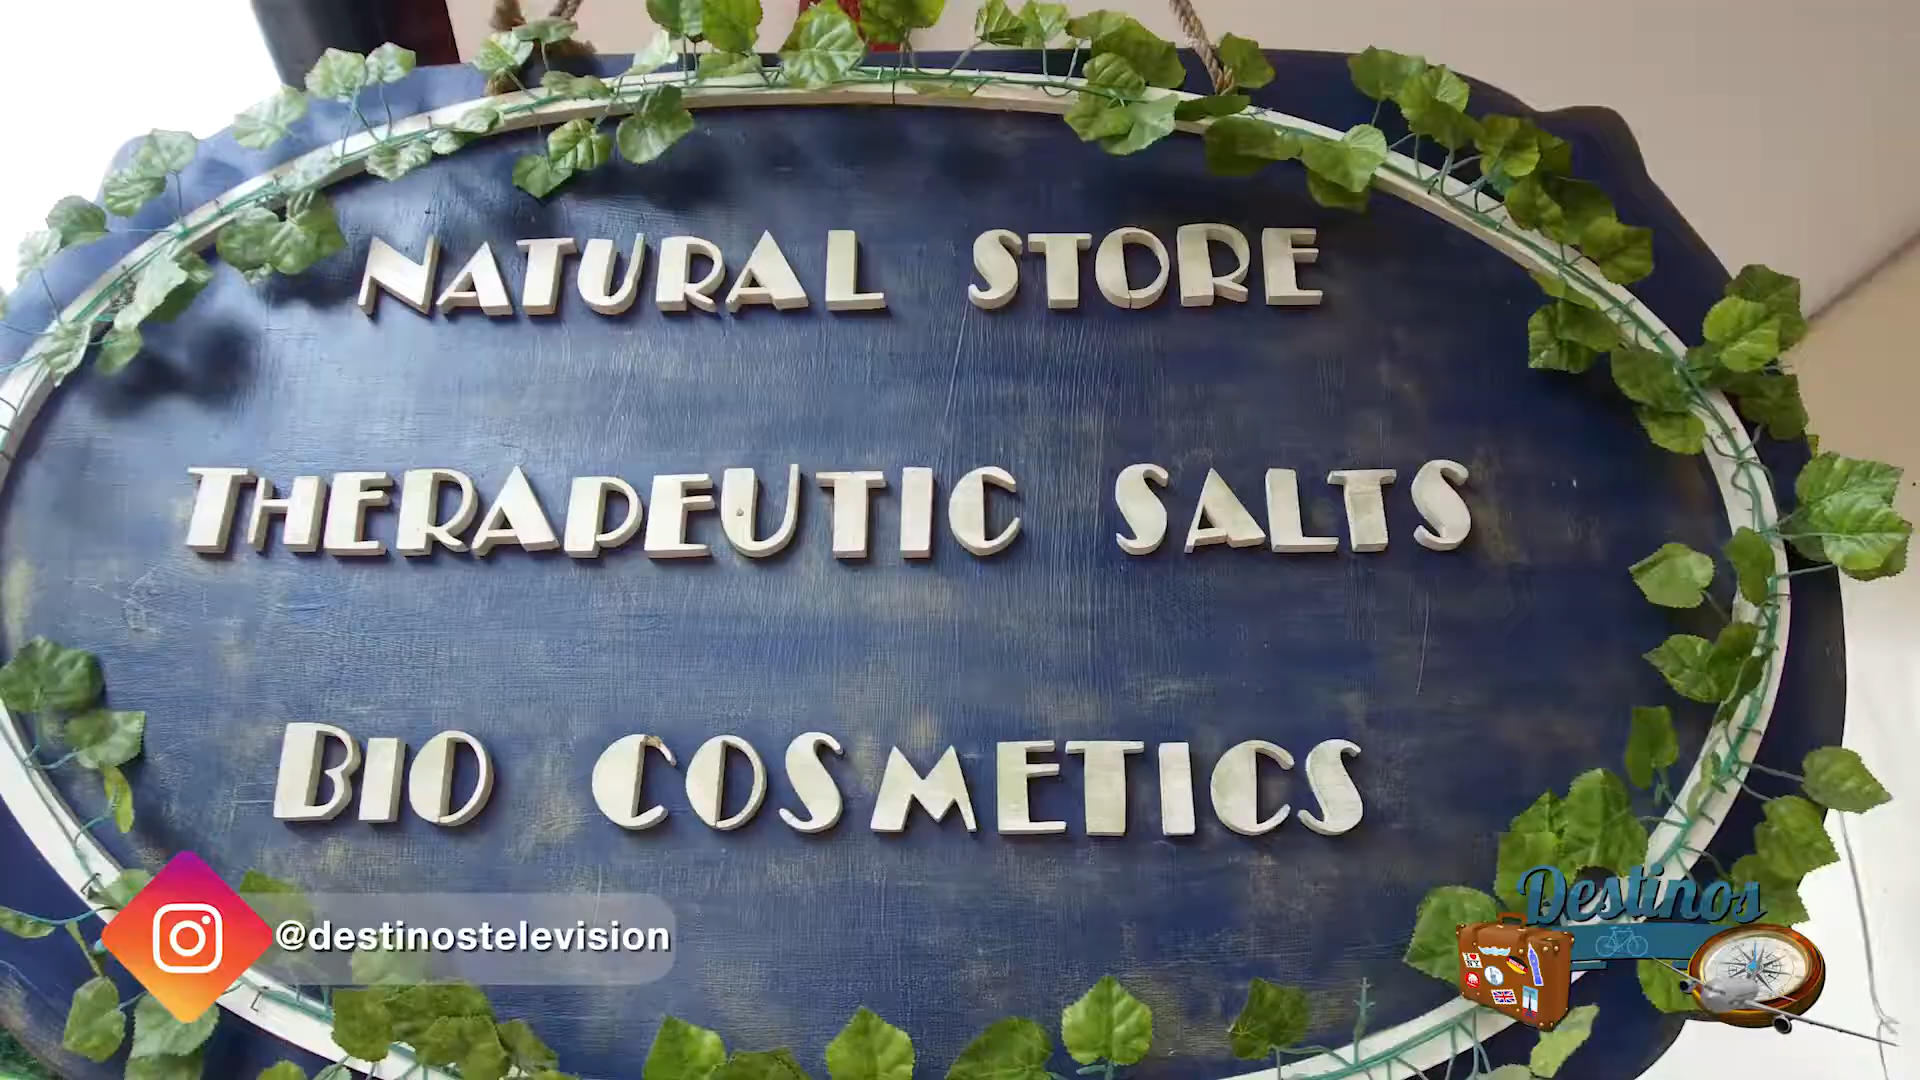 NATURAL STORE
THERAPEUTIC SALTS
BIO COSMETICS
@destinostelevision
Destinos